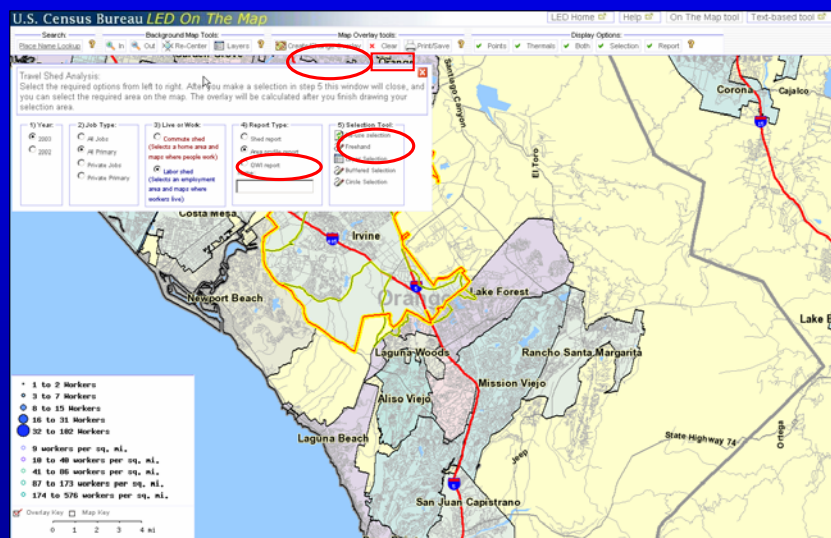 U.S. Census Bureau LED On The Map
LED Home Help On The Map tool Text-based tool
Search: Background Map Tools: Map Overlay tools: Display Options:
Place Name Lookup In Out Re-Center Layers Clear Print/Save Points Thermals Both Selection Report
Orange
Travel Shed Analysis:
Select the required options from left to right. After you make a selection in step 5 this window will close, and
you can select the required area on the map. The overlay will be calculated after you finish drawing your
selection area.
1) Year: 2) Job Type: 3) Live or Work: 4) Report Type: 5) Selection Tool:
2003
2002
All Jobs
All Primary
Private Jobs
Private Primary
Commute shed
(Selects a home area and
maps where people work)
Labor shed
(Selects an employment
area and maps where
workers live)
Shed report
Area profile report
QWI report
Freehand
Buffered Selection
Circle Selection
Santiago Canyon
El Toro
Riverside
Corona
Cajalco
15
Costa Mesa
Irvine
405
5
Newport Beach
Orange
Lake Forest
Lake E
Laguna Woods
Rancho Santa Margarita
Mission Viejo
Aliso Viejo
Laguna Beach
State Highway 74
Ortega
Jeep
5
San Juan Capistrano
1 to 2 Workers
3 to 7 Workers
8 to 15 Workers
16 to 31 Workers
32 to 102 Workers
9 workers per sq. mi.
10 to 40 workers per sq. mi.
41 to 86 workers per sq. mi.
87 to 173 workers per sq. mi.
174 to 576 workers per sq. mi.
Overlay Key Map Key
0 1 2 3 4 mi